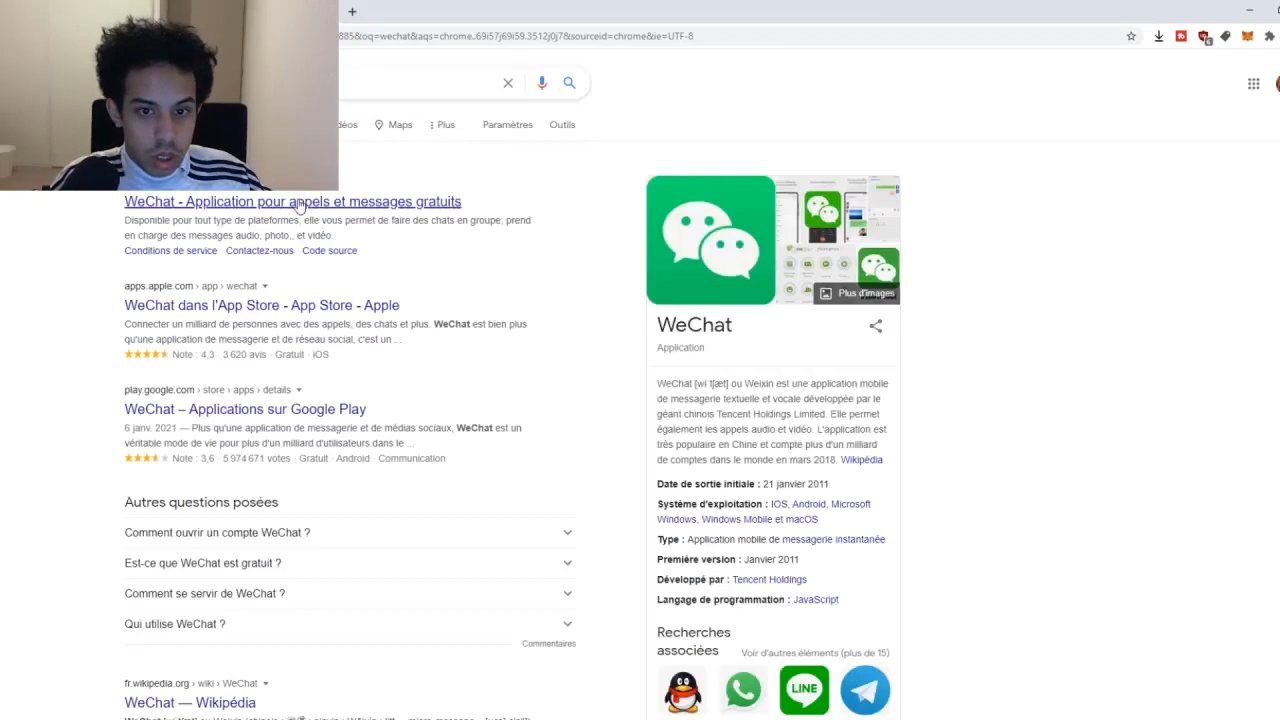 885&oq=wechat&aqs=chrome..69i57j69i59.3512j0j7&sourceid=chrome&ie=UTF-8
6
déos Maps Plus Paramètres Outils
WeChat - Application pour appels et messages gratuits
Disponible pour tout type de plateformes; elle vous permet de faire des chats en groupe; prend
en charge des messages audio, photo,, et vidéo.
Conditions de service Contactez-nous Code source
apps.apple.com › app › wechat
WeChat dans l'App Store - App Store - Apple
Connecter un milliard de personnes avec des appels, des chats et plus. WeChat est bien plus
qu'une application de messagerie et de réseau social, c'est un ...
Note : 4,3 · 3 620 avis · Gratuit · iOS
play.google.com › store › apps › details
WeChat – Applications sur Google Play
6 janv. 2021 — Plus qu'une application de messagerie et de médias sociaux, WeChat est un
véritable mode de vie pour plus d'un milliard d'utilisateurs dans le ...
Note : 3,6 · 5 974 671 votes · Gratuit · Android · Communication
Autres questions posées
Comment ouvrir un compte WeChat ?
Est-ce que WeChat est gratuit ?
Comment se servir de WeChat ?
Qui utilise WeChat ?
Commentaires
fr.wikipedia.org › wiki › WeChat
WeChat — Wikipédia
Plus d'images
WeChat
Application
WeChat [wi tʃæt] ou Weixin est une application mobile
de messagerie textuelle et vocale développée par le
géant chinois Tencent Holdings Limited. Elle permet
également les appels audio et vidéo. L'application est
très populaire en Chine et compte plus d'un milliard
de comptes dans le monde en mars 2018. Wikipédia
Date de sortie initiale : 21 janvier 2011
Système d'exploitation : IOS, Android, Microsoft
Windows, Windows Mobile et macOS
Type : Application mobile de messagerie instantanée
Première version : Janvier 2011
Développé par : Tencent Holdings
Langage de programmation : JavaScript
Recherches
associées
Voir d'autres éléments (plus de 15)
LINE